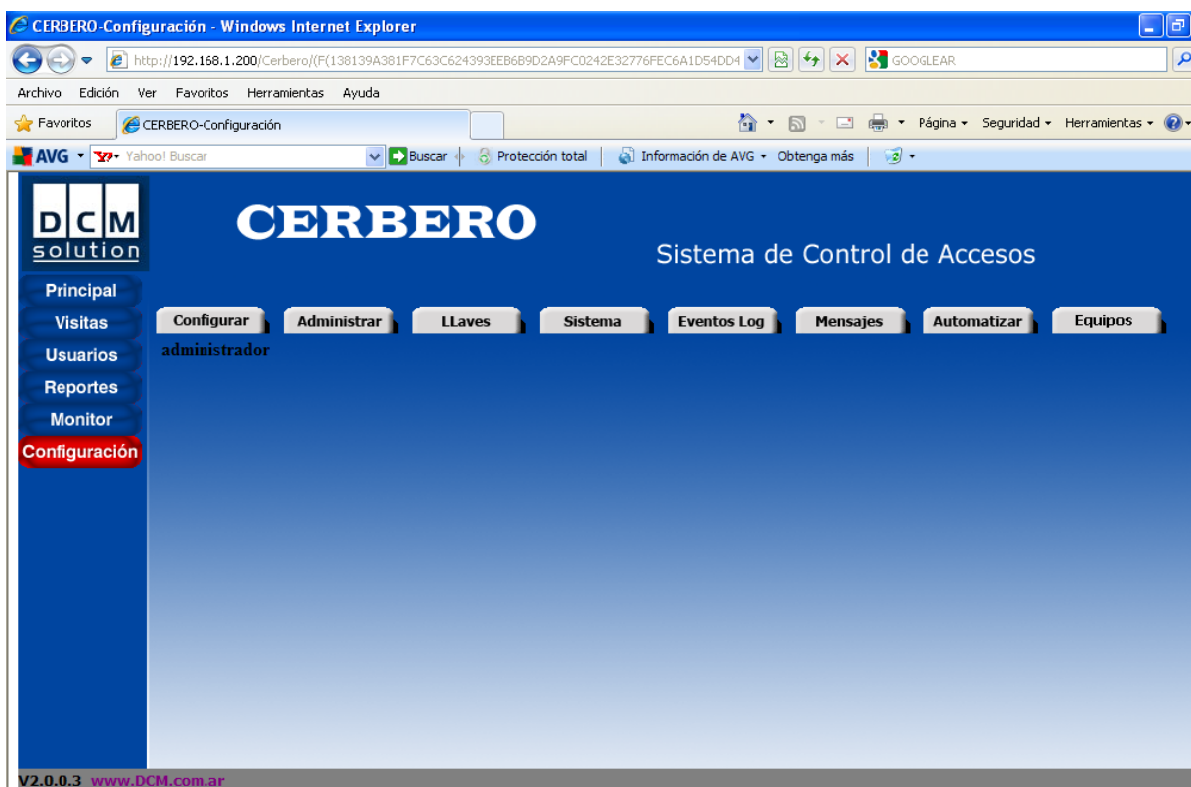 CERBERO-Configuración - Windows Internet Explorer
http://192.168.1.200/Cerbero/(F(138139A381F7C63C624393EEB6B9D2A9FC0242E32776FEC6A1D54DD4
GOOGLEAR
Archivo Edición Ver Favoritos Herramientas Ayuda
Favoritos CERBERO-Configuración Página Seguridad Herramientas
AVG Yahoo! Buscar Buscar Protección total Información de AVG Obtenga más
DCM
solution
CERBERO
Sistema de Control de Accesos
Principal
Visitas
Usuarios
Reportes
Monitor
Configuración
Configurar Administrar LLaves Sistema Eventos Log Mensajes Automatizar Equipos
administrador
V2.0.0.3 www.DCM.com.ar